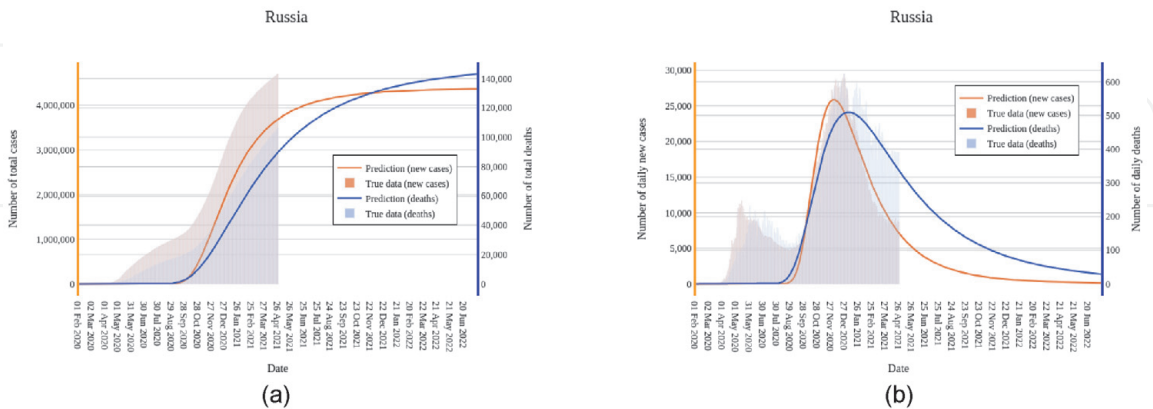 Russia
Number of total cases
4,000,000
3,000,000
2,000,000
1,000,000
0
Prediction (new cases)
True data (new cases)
Prediction (deaths)
True data (deaths)
140,000
120,000
100,000
80,000
60,000
40,000
20,000
0
Number of total deaths
01 Feb 2020
02 Mar 2020
01 Apr 2020
01 May 2020
31 May 2020
30 Jun 2020
30 Jul 2020
29 Aug 2020
28 Sep 2020
28 Oct 2020
27 Nov 2020
27 Dec 2020
26 Jan 2021
25 Feb 2021
27 Mar 2021
26 Apr 2021
26 May 2021
25 Jun 2021
25 Jul 2021
24 Aug 2021
23 Sep 2021
23 Oct 2021
22 Nov 2021
22 Dec 2021
21 Jan 2022
20 Feb 2022
22 Mar 2022
21 May 2022
20 Jun 2022
Date
(a)
Russia
Number of daily new cases
30,000
25,000
20,000
15,000
10,000
5,000
0
Prediction (new cases)
True data (new cases)
Prediction (deaths)
True data (deaths)
600
500
400
300
200
100
0
Number of daily deaths
01 Feb 2020
02 Mar 2020
01 Apr 2020
01 May 2020
31 May 2020
30 Jun 2020
30 Jul 2020
29 Aug 2020
28 Sep 2020
28 Oct 2020
27 Nov 2020
27 Dec 2020
26 Jan 2021
25 Feb 2021
27 Mar 2021
26 Apr 2021
26 May 2021
25 Jun 2021
25 Jul 2021
24 Aug 2021
23 Sep 2021
23 Oct 2021
22 Nov 2021
22 Dec 2021
21 Jan 2022
20 Feb 2022
22 Mar 2022
21 May 2022
20 Jun 2022
Date
(b)